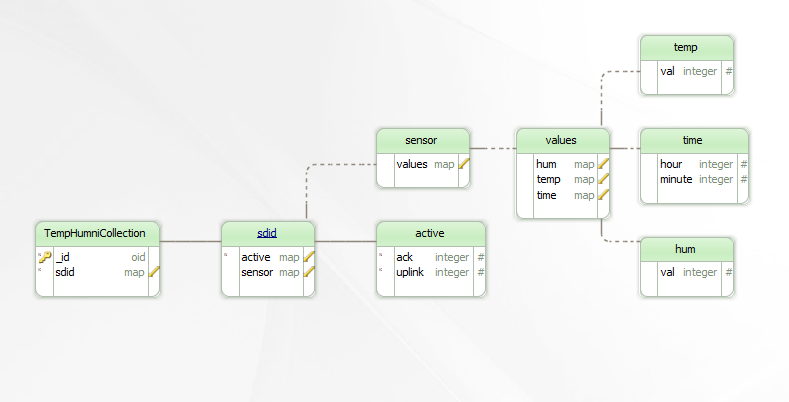 temp
val integer #
sensor
values map
values
hum map
temp map
time map
time
hour integer #
minute integer #
TempHumniCollection
_id oid
sdid map
sdid
active map
sensor map
active
ack integer #
uplink integer #
hum
val integer #